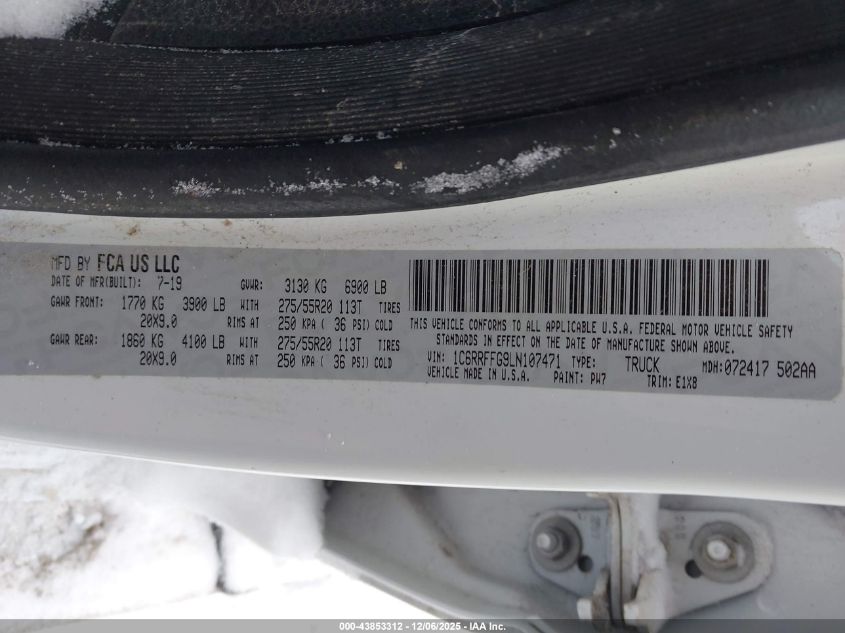 MFD BY FCA US LLC
DATE OF MFR(BUILT): 7-19 GVWR: 3130 KG 6900 LB
GAWR FRONT: 1770 KG 3900 LB WITH 275/55R20 113T TIRES
20X9.0 RIMS AT 250 KPA ( 36 PSI) COLD
GAWR REAR: 1860 KG 4100 LB WITH 275/55R20 113T TIRES
20X9.0 RIMS AT 250 KPA ( 36 PSI) COLD
THIS VEHICLE CONFORMS TO ALL APPLICABLE U.S.A. FEDERAL MOTOR VEHICLE SAFETY
STANDARDS IN EFFECT ON THE DATE OF MANUFACTURE SHOWN ABOVE.
VIN: 1C6RRFFG9LN107471 TYPE: TRUCK MDH: 072417 502AA
VEHICLE MADE IN U.S.A. PAINT: PW7 TRIM: E1X8
000-43853312 - 12/06/2025 - IAA Inc.